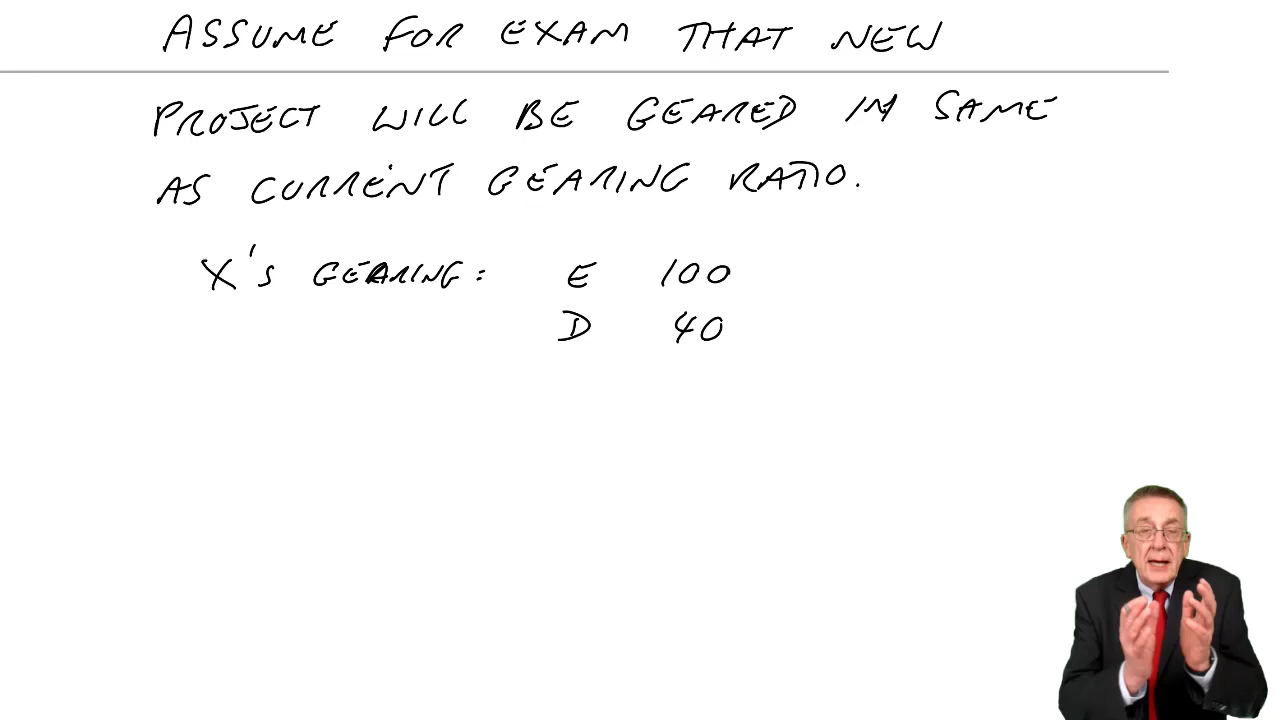 ASSUME FOR EXAM THAT NEW
PROJECT WILL BE GEARED IN SAME
AS CURRENT GEARING RATIO.
X'S GEARING: E 100
D 40